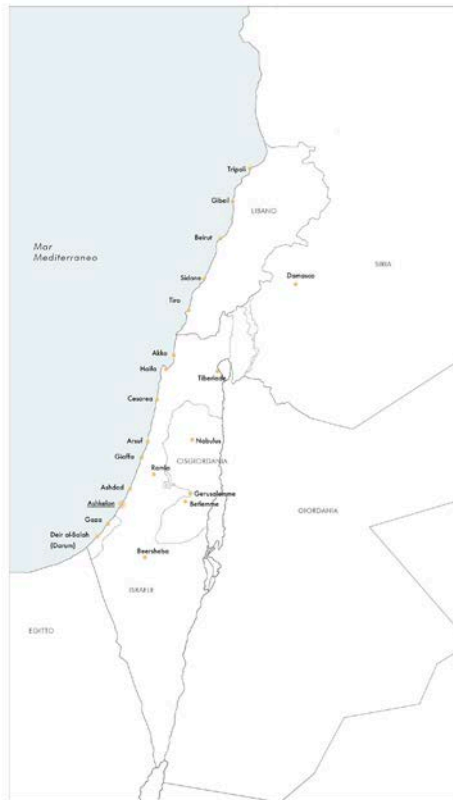 Tripoli
Gibeil
LIBANO
Beirut
Mar
Mediterraneo
SIRIA
Damasco
Sidone
Tiro
Akko
Haifa
Tiberiade
Cesarea
Arsuf
Nabulus
Giaffa
CISGIORDANIA
Ramla
Ashdod
Gerusalemme
Ashkelon
Betlemme
GIORDANIA
Gaza
Deir al-Balah
(Darum)
Beersheba
ISRAELE
EGITTO